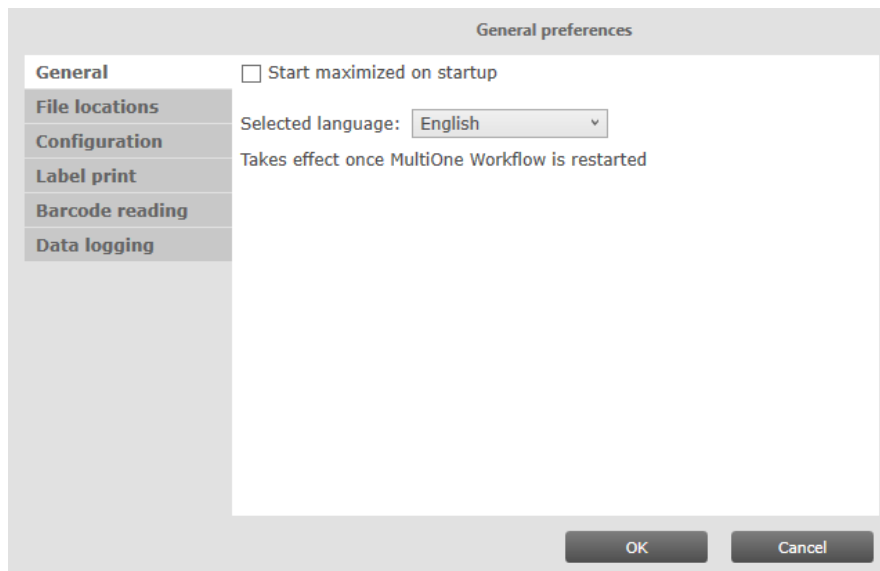 General preferences
General
File locations
Configuration
Label print
Barcode reading
Data logging
Start maximized on startup
Selected language: English
Takes effect once MultiOne Workflow is restarted
OK
Cancel